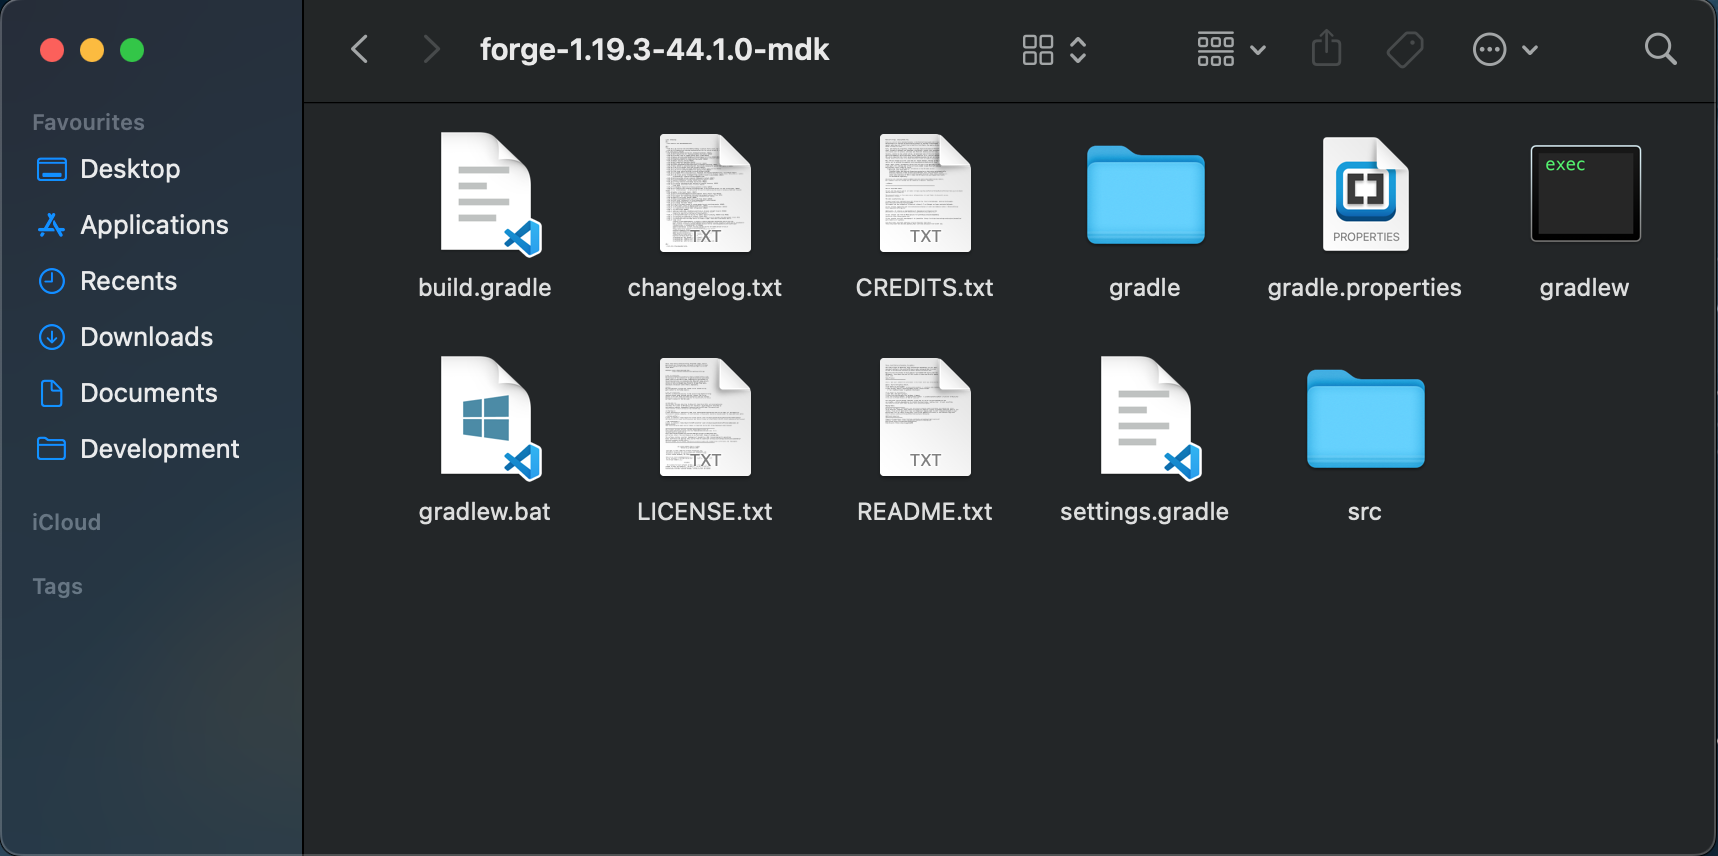 forge-1.19.3-44.1.0-mdk
Favourites
Desktop
Applications
Recents
Downloads
Documents
Development
iCloud
Tags
TXT
TXT
PROPERTIES
exec
build.gradle
changelog.txt
CREDITS.txt
gradle
gradle.properties
gradlew
TXT
TXT
gradlew.bat
LICENSE.txt
README.txt
settings.gradle
src